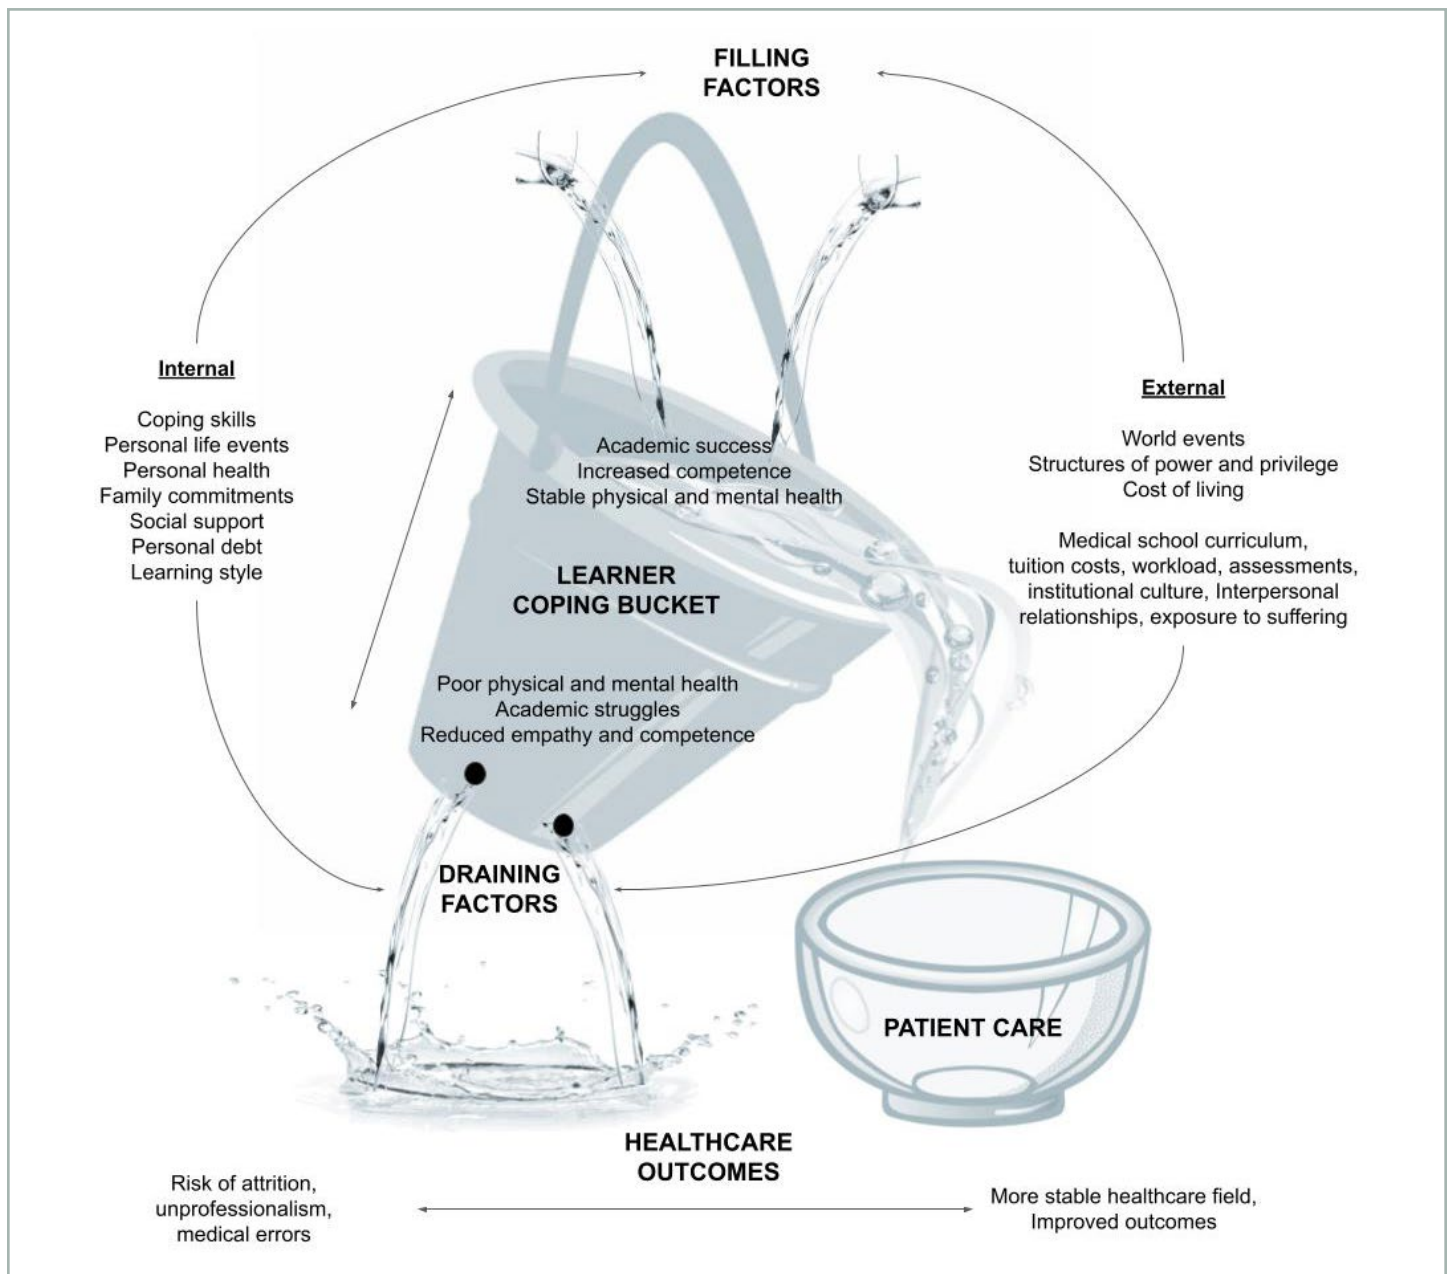 FILLING
FACTORS
Internal
Coping skills
Personal life events
Personal health
Family commitments
Social support
Personal debt
Learning style
External
World events
Structures of power and privilege
Cost of living
Medical school curriculum,
tuition costs, workload, assessments,
institutional culture, Interpersonal
relationships, exposure to suffering
Academic success
Increased competence
Stable physical and mental health
LEARNER
COPING BUCKET
Poor physical and mental health
Academic struggles
Reduced empathy and competence
DRAINING
FACTORS
PATIENT CARE
HEALTHCARE
OUTCOMES
Risk of attrition,
unprofessionalism,
medical errors
More stable healthcare field,
Improved outcomes